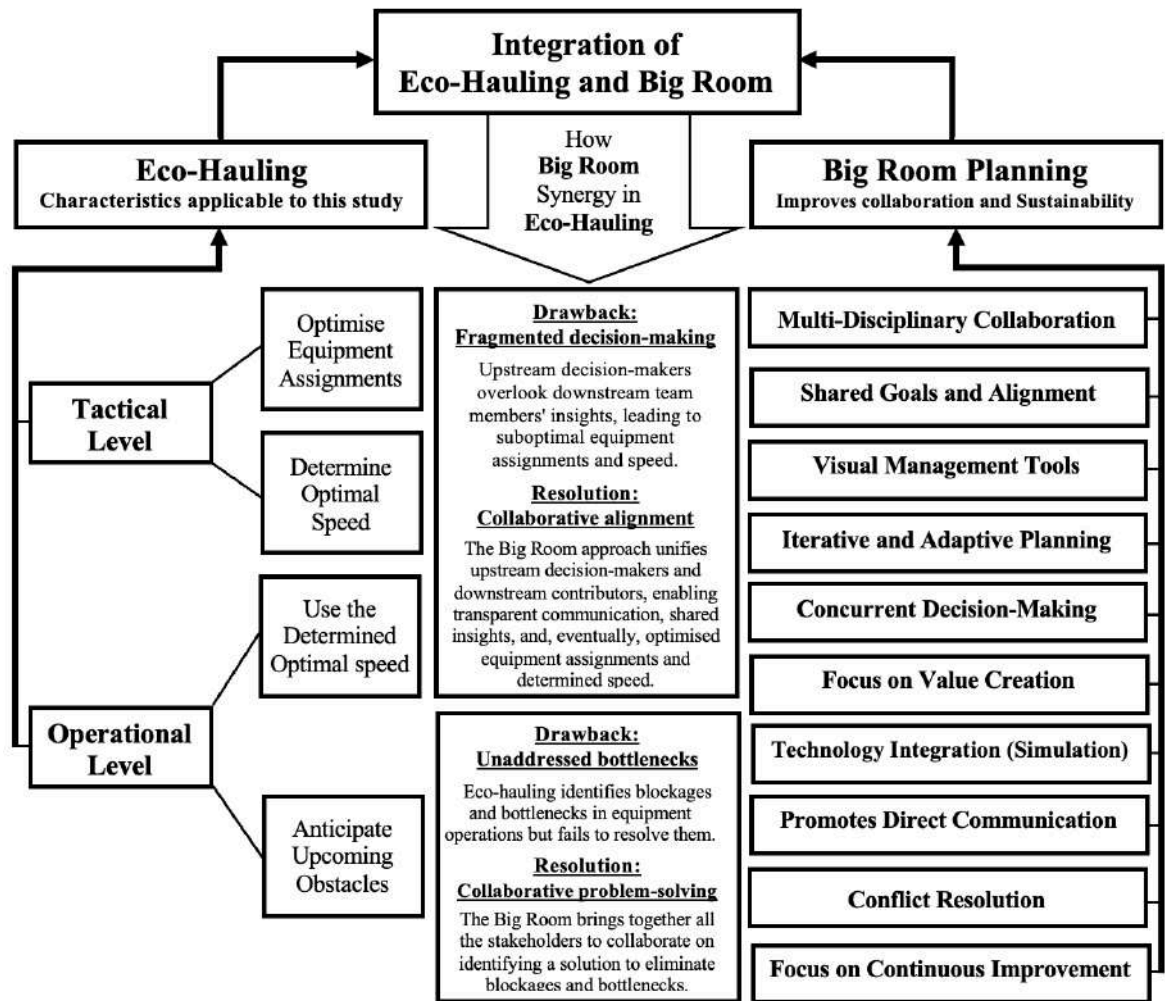 Integration of
Eco-Hauling and Big Room
How
Big Room
Synergy in
Eco-Hauling
Eco-Hauling
Characteristics applicable to this study
Big Room Planning
Improves collaboration and Sustainability
Tactical
Level
Optimise
Equipment
Assignments
Determine
Optimal
Speed
Operational
Level
Use the
Determined
Optimal speed
Anticipate
Upcoming
Obstacles
Drawback:
Fragmented decision-making
Upstream decision-makers
overlook downstream team
members' insights, leading to
suboptimal equipment
assignments and speed.
Resolution:
Collaborative alignment
The Big Room approach unifies
upstream decision-makers and
downstream contributors, enabling
transparent communication, shared
insights, and, eventually, optimised
equipment assignments and
determined speed.
Drawback:
Unaddressed bottlenecks
Eco-hauling identifies blockages
and bottlenecks in equipment
operations but fails to resolve them.
Resolution:
Collaborative problem-solving
The Big Room brings together all
the stakeholders to collaborate on
identifying a solution to eliminate
blockages and bottlenecks.
Multi-Disciplinary Collaboration
Shared Goals and Alignment
Visual Management Tools
Iterative and Adaptive Planning
Concurrent Decision-Making
Focus on Value Creation
Technology Integration (Simulation)
Promotes Direct Communication
Conflict Resolution
Focus on Continuous Improvement